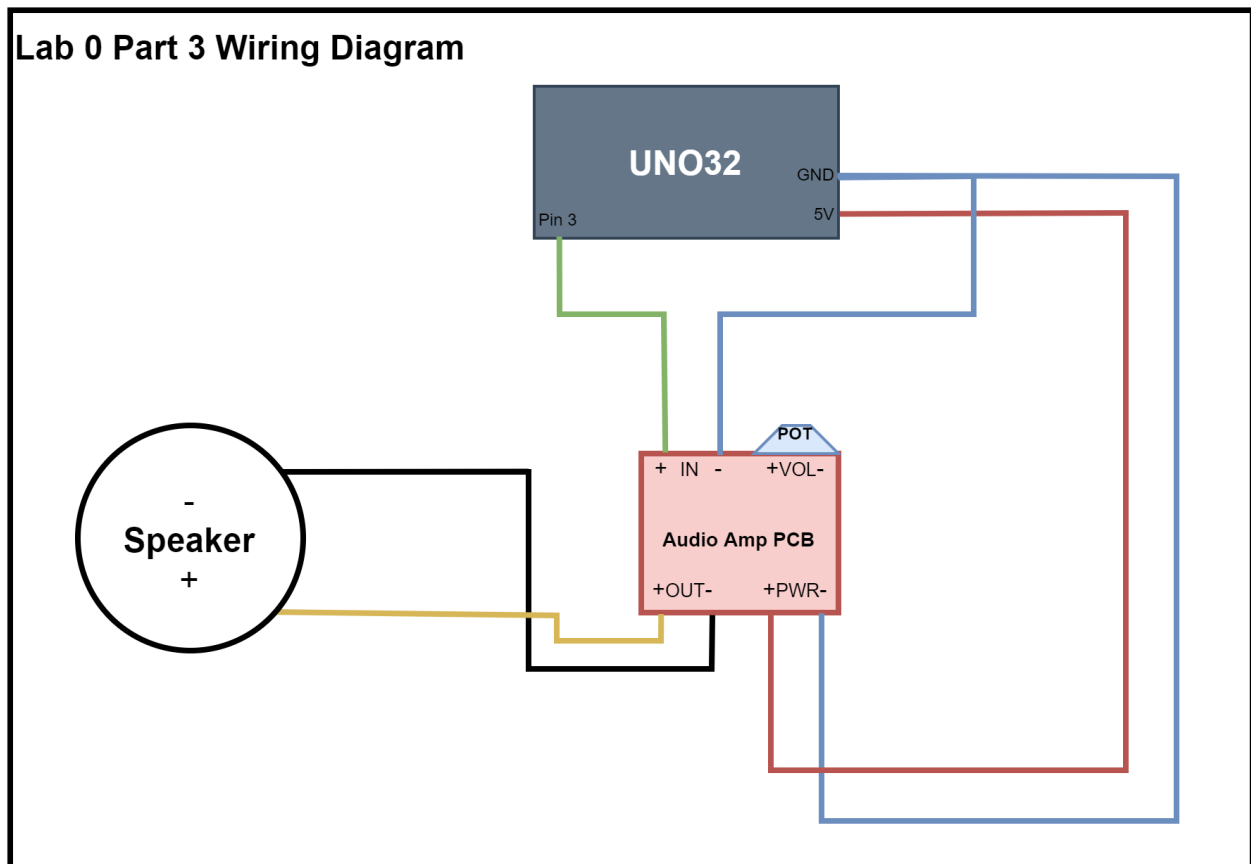 Lab 0 Part 3 Wiring Diagram
UNO32
GND
5V
Pin 3
POT
+ IN -
+VOL-
-
Speaker
+
Audio Amp PCB
+OUT-
+PWR-